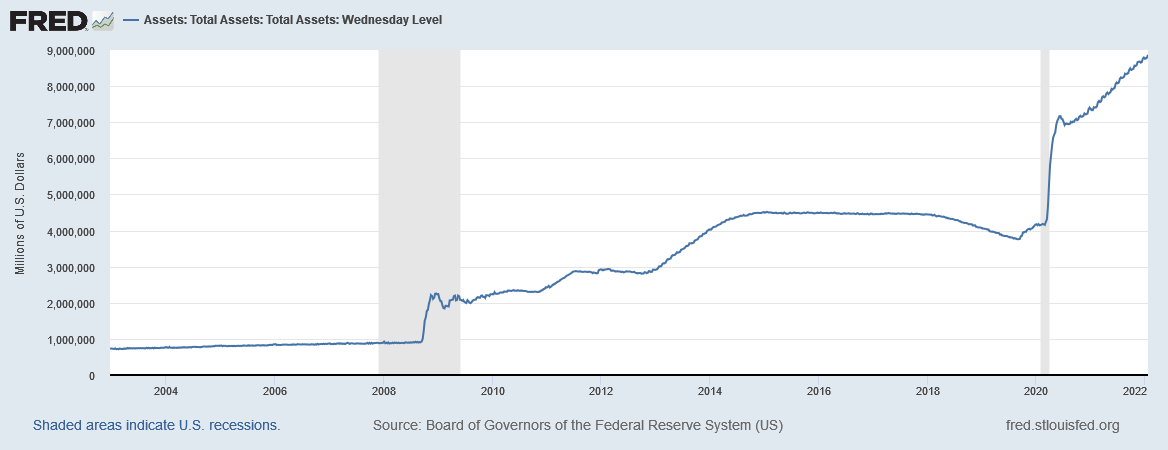 FRED
Assets: Total Assets: Total Assets: Wednesday Level
Millions of U.S. Dollars
9,000,000
8,000,000
7,000,000
6,000,000
5,000,000
4,000,000
3,000,000
2,000,000
1,000,000
0
2004 2006 2008 2010 2012 2014 2016 2018 2020 2022
Shaded areas indicate U.S. recessions.
Source: Board of Governors of the Federal Reserve System (US)
fred.stlouisfed.org